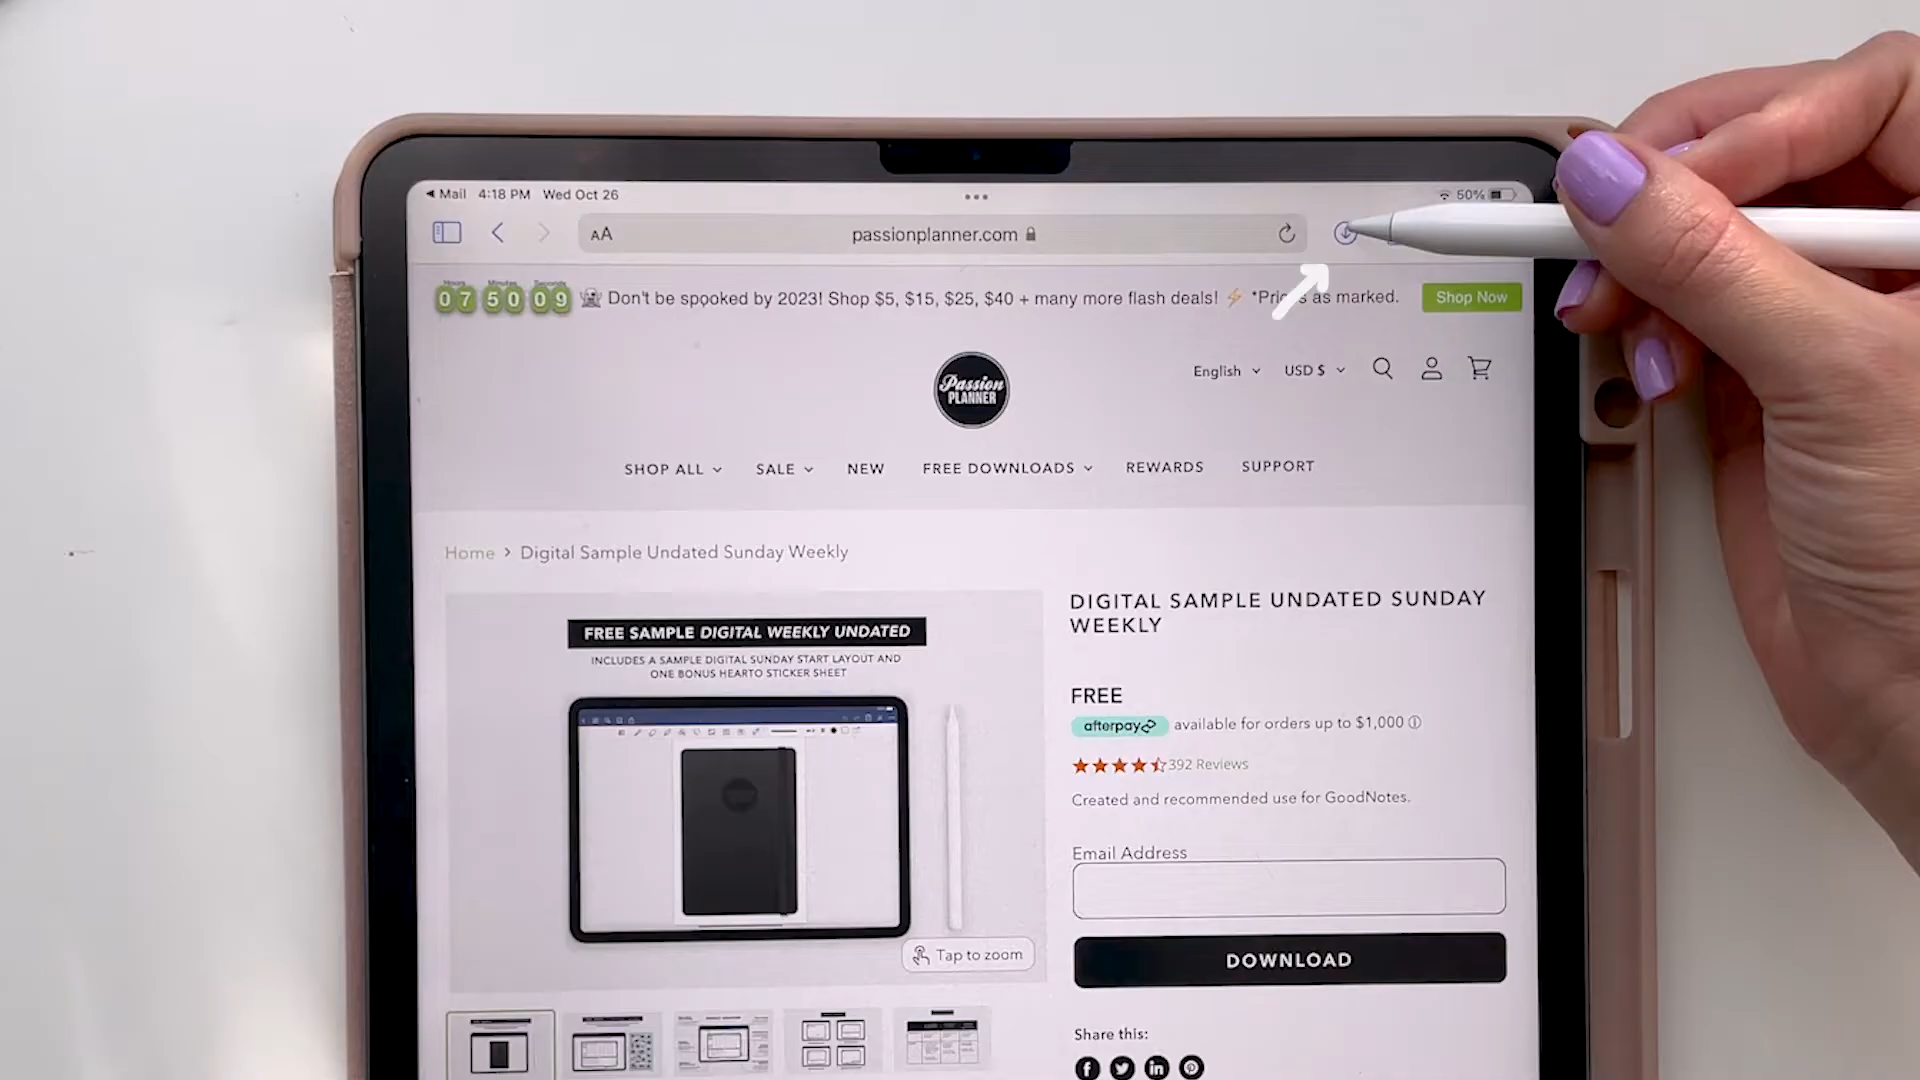 Mail 4:18 PM Wed Oct 26
50%
AA
passionplanner.com
Hours Minutes Seconds
07 50 09 Don't be spooked by 2023! Shop $5, $15, $25, $40 + many more flash deals! *Prices as marked. Shop Now
Passion
PLANNER
English USD $
SHOP ALL SALE NEW FREE DOWNLOADS REWARDS SUPPORT
Home > Digital Sample Undated Sunday Weekly
FREE SAMPLE DIGITAL WEEKLY UNDATED
INCLUDES A SAMPLE DIGITAL SUNDAY START LAYOUT AND
ONE BONUS HEARTO STICKER SHEET
Tap to zoom
DIGITAL SAMPLE UNDATED SUNDAY
WEEKLY
FREE
afterpay available for orders up to $1,000
392 Reviews
Created and recommended use for GoodNotes.
Email Address
DOWNLOAD
Share this: